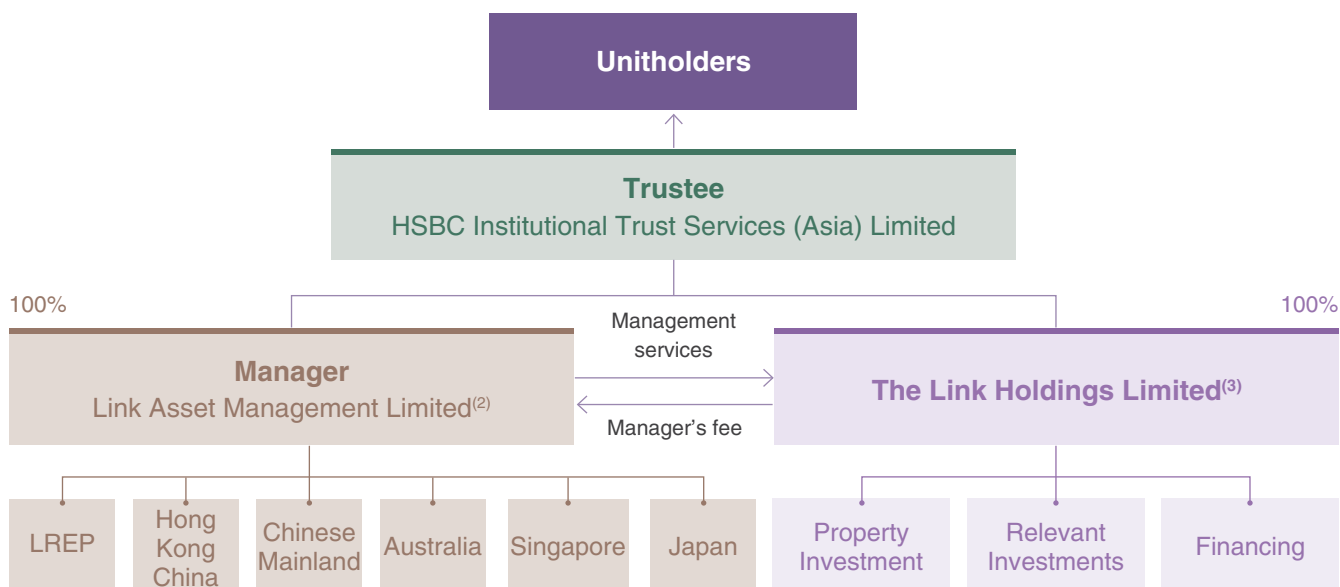 Unitholders
Trustee
HSBC Institutional Trust Services (Asia) Limited
100%
100%
Management
services
Manager
Link Asset Management Limited(2)
The Link Holdings Limited(3)
Manager’s fee
LREP
Hong
Kong
China
Chinese
Mainland
Australia
Singapore
Japan
Property
Investment
Relevant
Investments
Financing